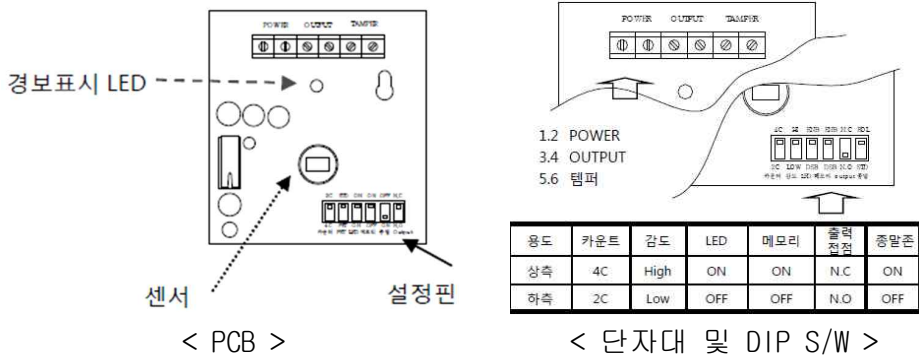 POWER OUTPUT TAMPER
경보표시 LED
센서
설정핀
< PCB >
POWER OUTPUT TAMPER
1.2 POWER
3.4 OUTPUT
5.6 템퍼
용도 카운트 감도 LED 메모리 출력 접점 종말존
상측 4C High ON ON N.C ON
하측 2C Low OFF OFF N.O OFF
< 단자대 및 DIP S/W >